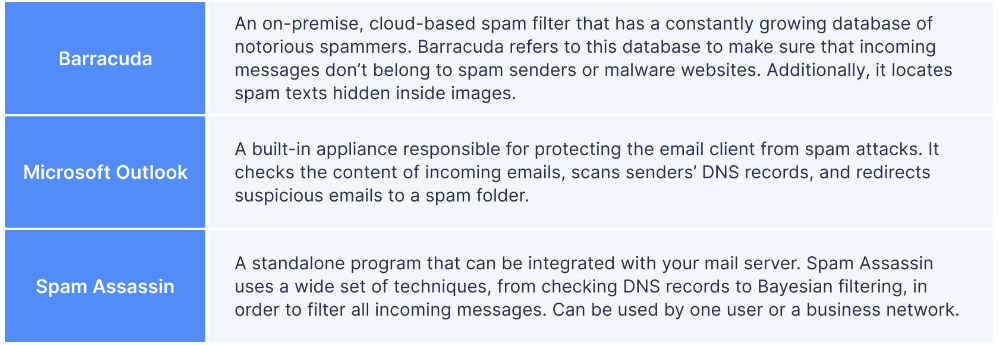 Barracuda
An on-premise, cloud-based spam filter that has a constantly growing database of
notorious spammers. Barracuda refers to this database to make sure that incoming
messages don’t belong to spam senders or malware websites. Additionally, it locates
spam texts hidden inside images.
Microsoft Outlook
A built-in appliance responsible for protecting the email client from spam attacks. It
checks the content of incoming emails, scans senders’ DNS records, and redirects
suspicious emails to a spam folder.
Spam Assassin
A standalone program that can be integrated with your mail server. Spam Assassin
uses a wide set of techniques, from checking DNS records to Bayesian filtering, in
order to filter all incoming messages. Can be used by one user or a business network.